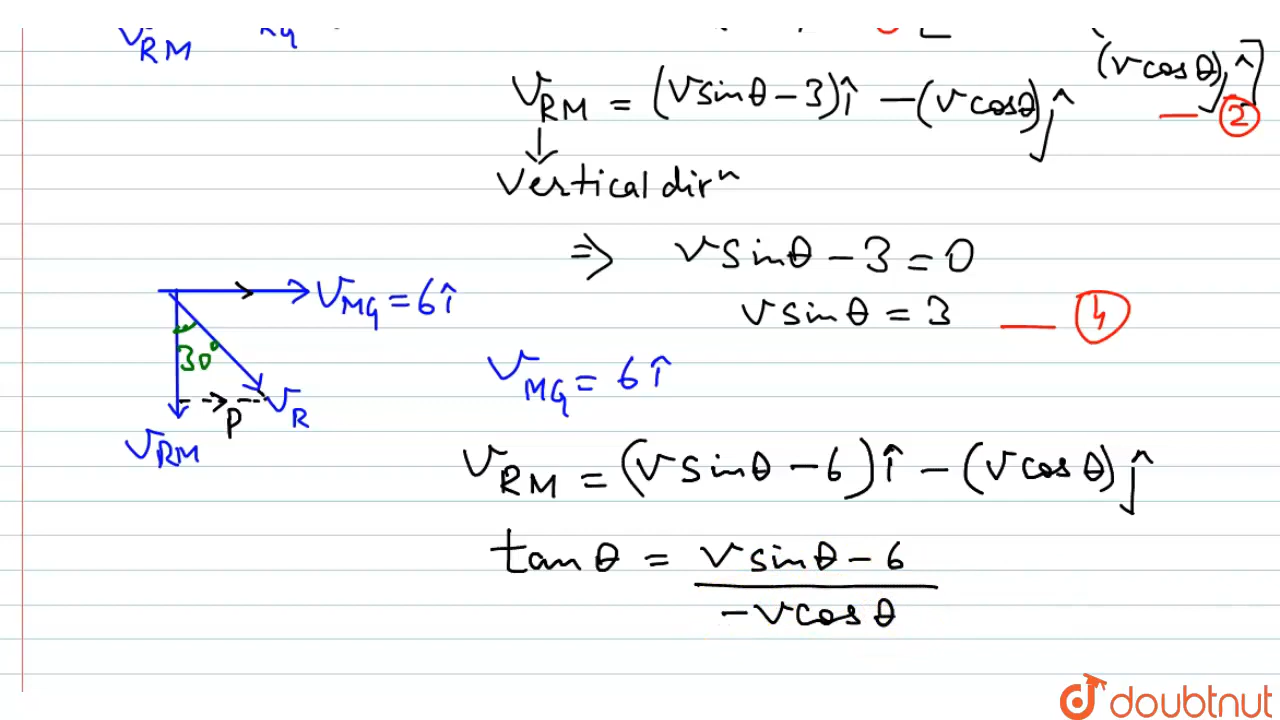 V_RM  RG
(v cosθ)ĵ]
V_RM = (v sinθ - 3)î - (v cosθ)ĵ — ②
↓
Vertical dirⁿ
⇒ v sinθ - 3 = 0
v sinθ = 3 — ④
V_MG = 6î
30°
P
V_R
V_RM
V_MG = 6î
V_RM = (v sinθ - 6)î - (v cosθ)ĵ
tanθ = v sinθ - 6
-v cosθ
doubtnut